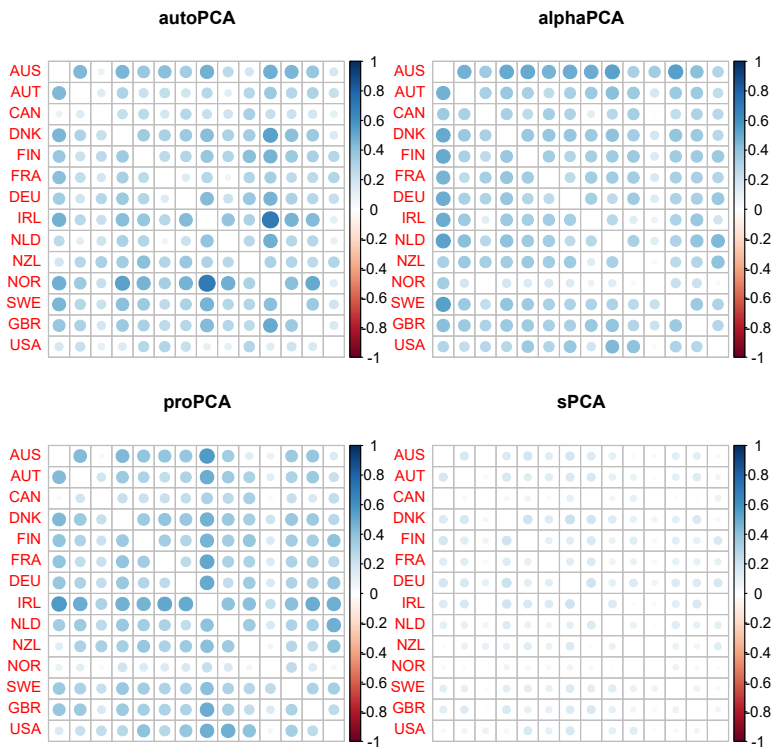 autoPCA
AUS
AUT
CAN
DNK
FIN
FRA
DEU
IRL
NLD
NZL
NOR
SWE
GBR
USA
1
0.8
0.6
0.4
0.2
0
-0.2
-0.4
-0.6
-0.8
-1
alphaPCA
AUS
AUT
CAN
DNK
FIN
FRA
DEU
IRL
NLD
NZL
NOR
SWE
GBR
USA
1
0.8
0.6
0.4
0.2
0
-0.2
-0.4
-0.6
-0.8
-1
proPCA
AUS
AUT
CAN
DNK
FIN
FRA
DEU
IRL
NLD
NZL
NOR
SWE
GBR
USA
1
0.8
0.6
0.4
0.2
0
-0.2
-0.4
-0.6
-0.8
-1
sPCA
AUS
AUT
CAN
DNK
FIN
FRA
DEU
IRL
NLD
NZL
NOR
SWE
GBR
USA
1
0.8
0.6
0.4
0.2
0
-0.2
-0.4
-0.6
-0.8
-1